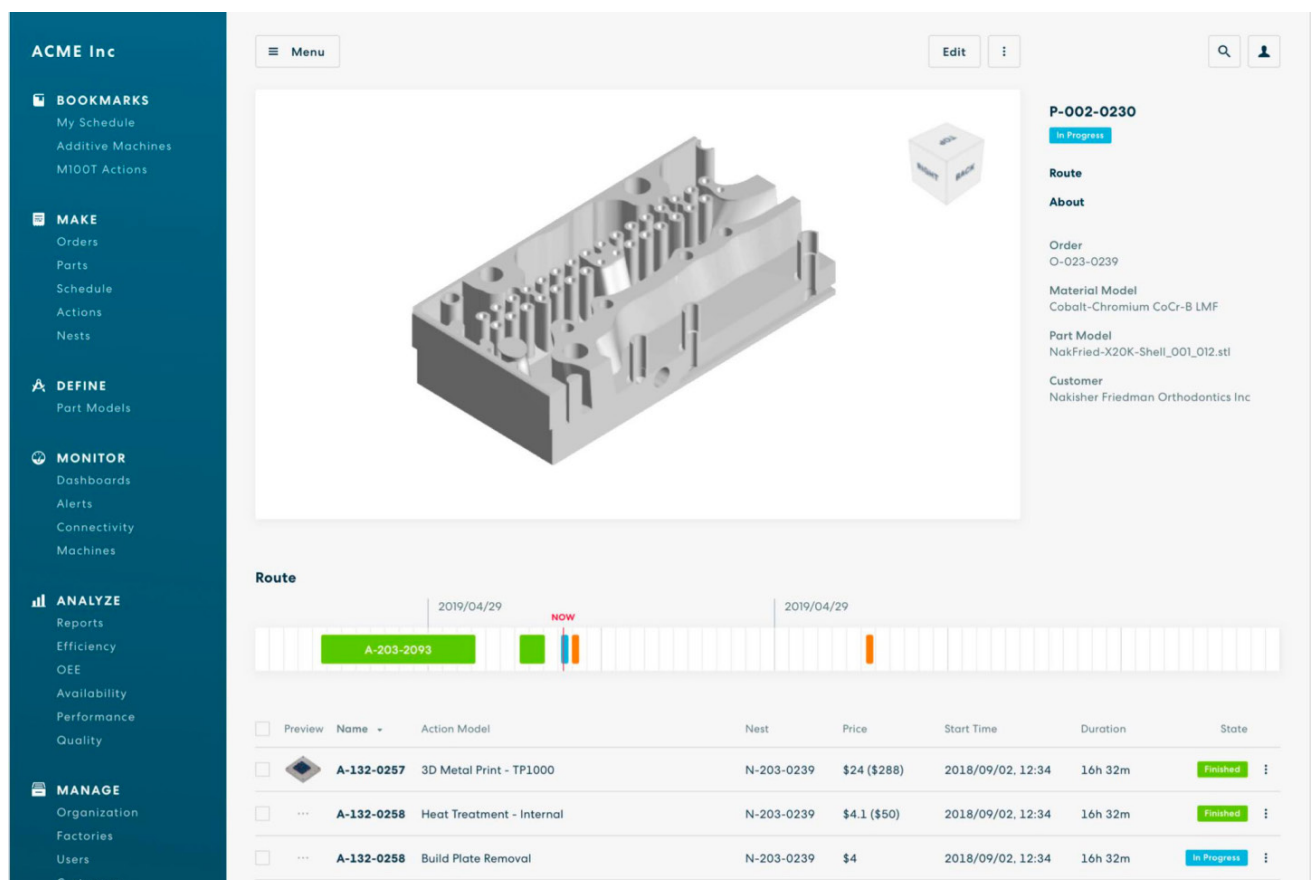 ACME Inc
BOOKMARKS
My Schedule
Additive Machines
M100T Actions
MAKE
Orders
Parts
Schedule
Actions
Nests
DEFINE
Part Models
MONITOR
Dashboards
Alerts
Connectivity
Machines
ANALYZE
Reports
Efficiency
OEE
Availability
Performance
Quality
MANAGE
Organization
Factories
Users
Menu
Edit
TOP
RIGHT BACK
P-002-0230
In Progress
Route
About
Order
O-023-0239
Material Model
Cobalt-Chromium CoCr-B LMF
Part Model
NakFried-X20K-Shell_001_012.stl
Customer
Nakisher Friedman Orthodontics Inc
Route
2019/04/29 2019/04/29
NOW
A-203-2093
Preview Name Action Model Nest Price Start Time Duration State
A-132-0257 3D Metal Print - TP1000 N-203-0239 $24 ($288) 2018/09/02, 12:34 16h 32m Finished
... A-132-0258 Heat Treatment - Internal N-203-0239 $4.1 ($50) 2018/09/02, 12:34 16h 32m Finished
... A-132-0258 Build Plate Removal N-203-0239 $4 2018/09/02, 12:34 16h 32m In Progress